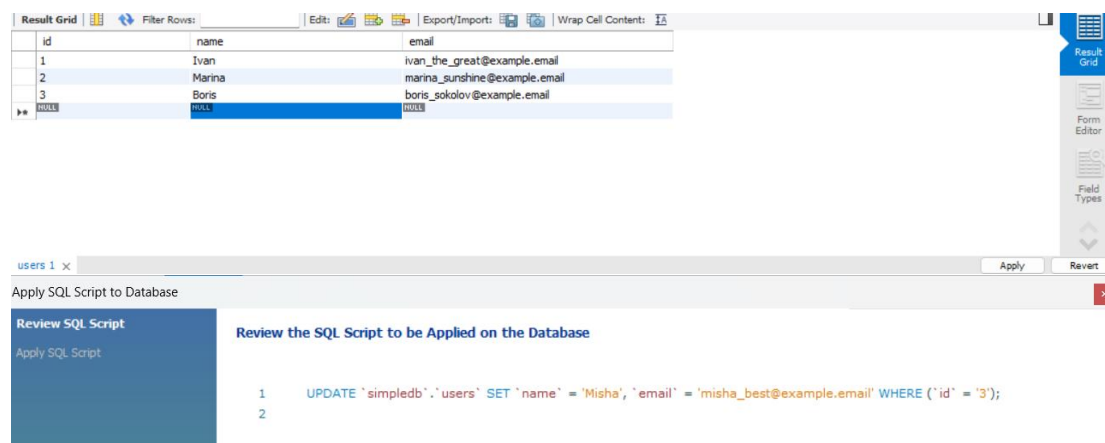 Result Grid Filter Rows: Edit: Export/Import: Wrap Cell Content:
id name email
1 Ivan ivan_the_great@example.email
2 Marina marina_sunshine@example.email
3 Boris boris_sokolov@example.email
NULL NULL NULL
Result
Grid
Form
Editor
Field
Types
users 1 Apply Revert
Apply SQL Script to Database
Review SQL Script
Apply SQL Script
Review the SQL Script to be Applied on the Database
1 UPDATE `simpledb`.`users` SET `name` = 'Misha', `email` = 'misha_best@example.email' WHERE (`id` = '3');
2